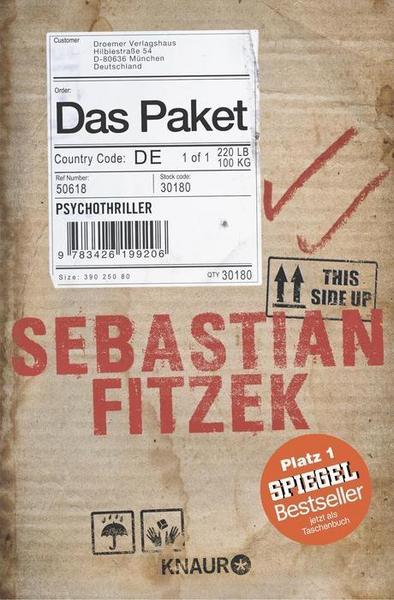 Customer
Droemer Verlagshaus
Hilblestraße 54
D-80636 München
Deutschland
Order:
Das Paket
Country Code: DE
1 of 1
220 LB
100 KG
Ref Number:
50618
Stock code:
30180
PSYCHOTHRILLER
9 783426 199206
Size: 390 250 80
QTY 30180
THIS
SIDE UP
SEBASTIAN
FITZEK
Platz 1
SPIEGEL
Bestseller
jetzt als
Taschenbuch
KNAUR